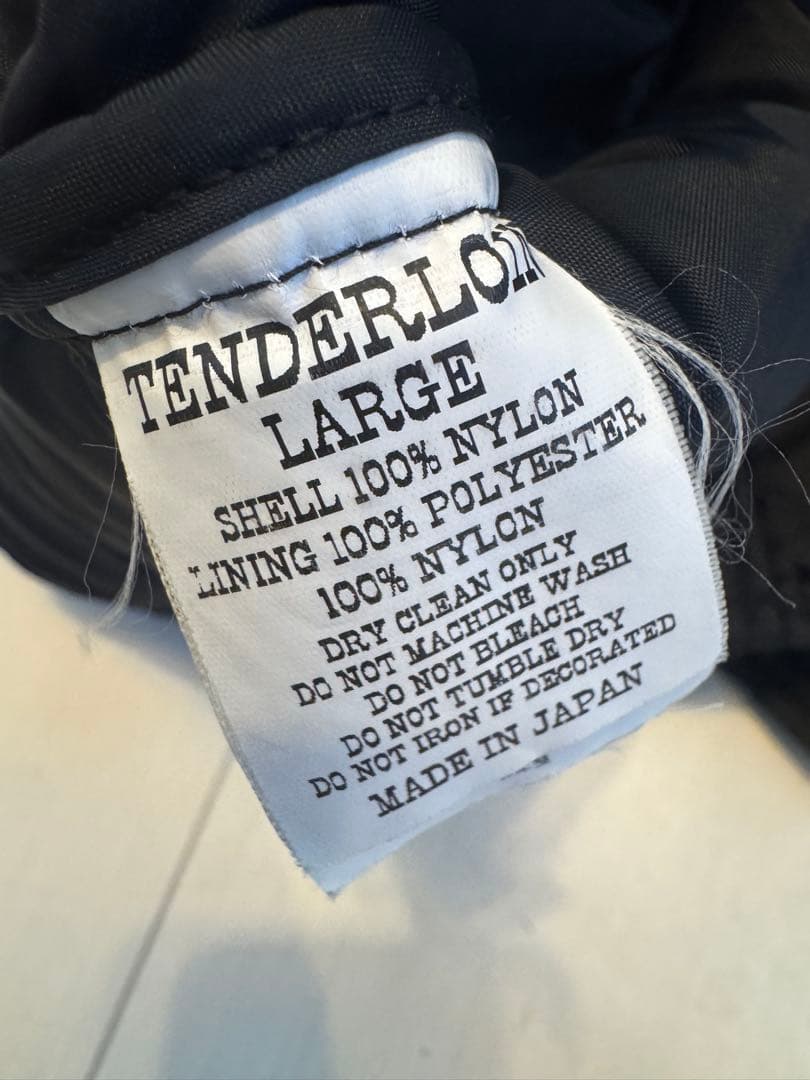 TENDERLOIN
LARGE
SHELL 100% NYLON
LINING 100% POLYESTER
100% NYLON
DRY CLEAN ONLY
DO NOT MACHINE WASH
DO NOT BLEACH
DO NOT TUMBLE DRY
DO NOT IRON IF DECORATED
MADE IN JAPAN